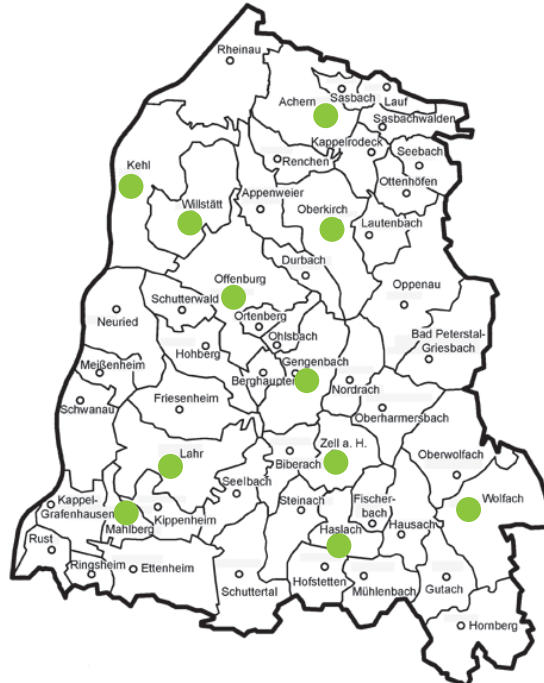 Rheinau
Sasbach
Lauf
Achern
Sasbachwalden
Kappelrodeck
Renchen
Seebach
Kehl
Ottenhöfen
Willstätt
Appenweier
Oberkirch
Lautenbach
Durbach
Offenburg
Oppenau
Schutterwald
Neuried
Ortenberg
Ohlsbach
Bad Peterstal-
Griesbach
Hohberg
Meißenheim
Gengenbach
Berghaupten
Nordrach
Schwanau
Friesenheim
Oberharmersbach
Lahr
Zell a. H.
Biberach
Oberwolfach
Seelbach
Kappel-
Grafenhausen
Mahlberg
Kippenheim
Steinach
Fischer-
bach
Wolfach
Haslach
Hausach
Rust
Ringsheim
Ettenheim
Schuttertal
Hofstetten
Mühlenbach
Gutach
Hornberg